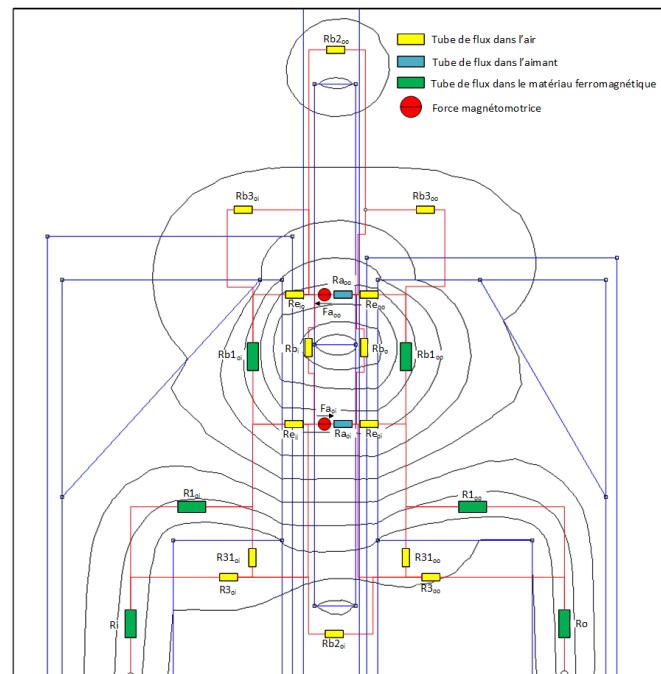 Rb2oo
Tube de flux dans l'air
Tube de flux dans l'aimant
Tube de flux dans le matériau ferromagnétique
Force magnétomotrice
Rb3oi
Rb3oo
Raoo
Reio
Reoo
Faoo
Rb1oi
Rbi
Rbo
Rb1oo
Faoi
Reii
Raoi
Reoi
R1oi
R1oo
R31oi
R31oo
R3oi
R3oo
Ri
Ro
Rb2oi